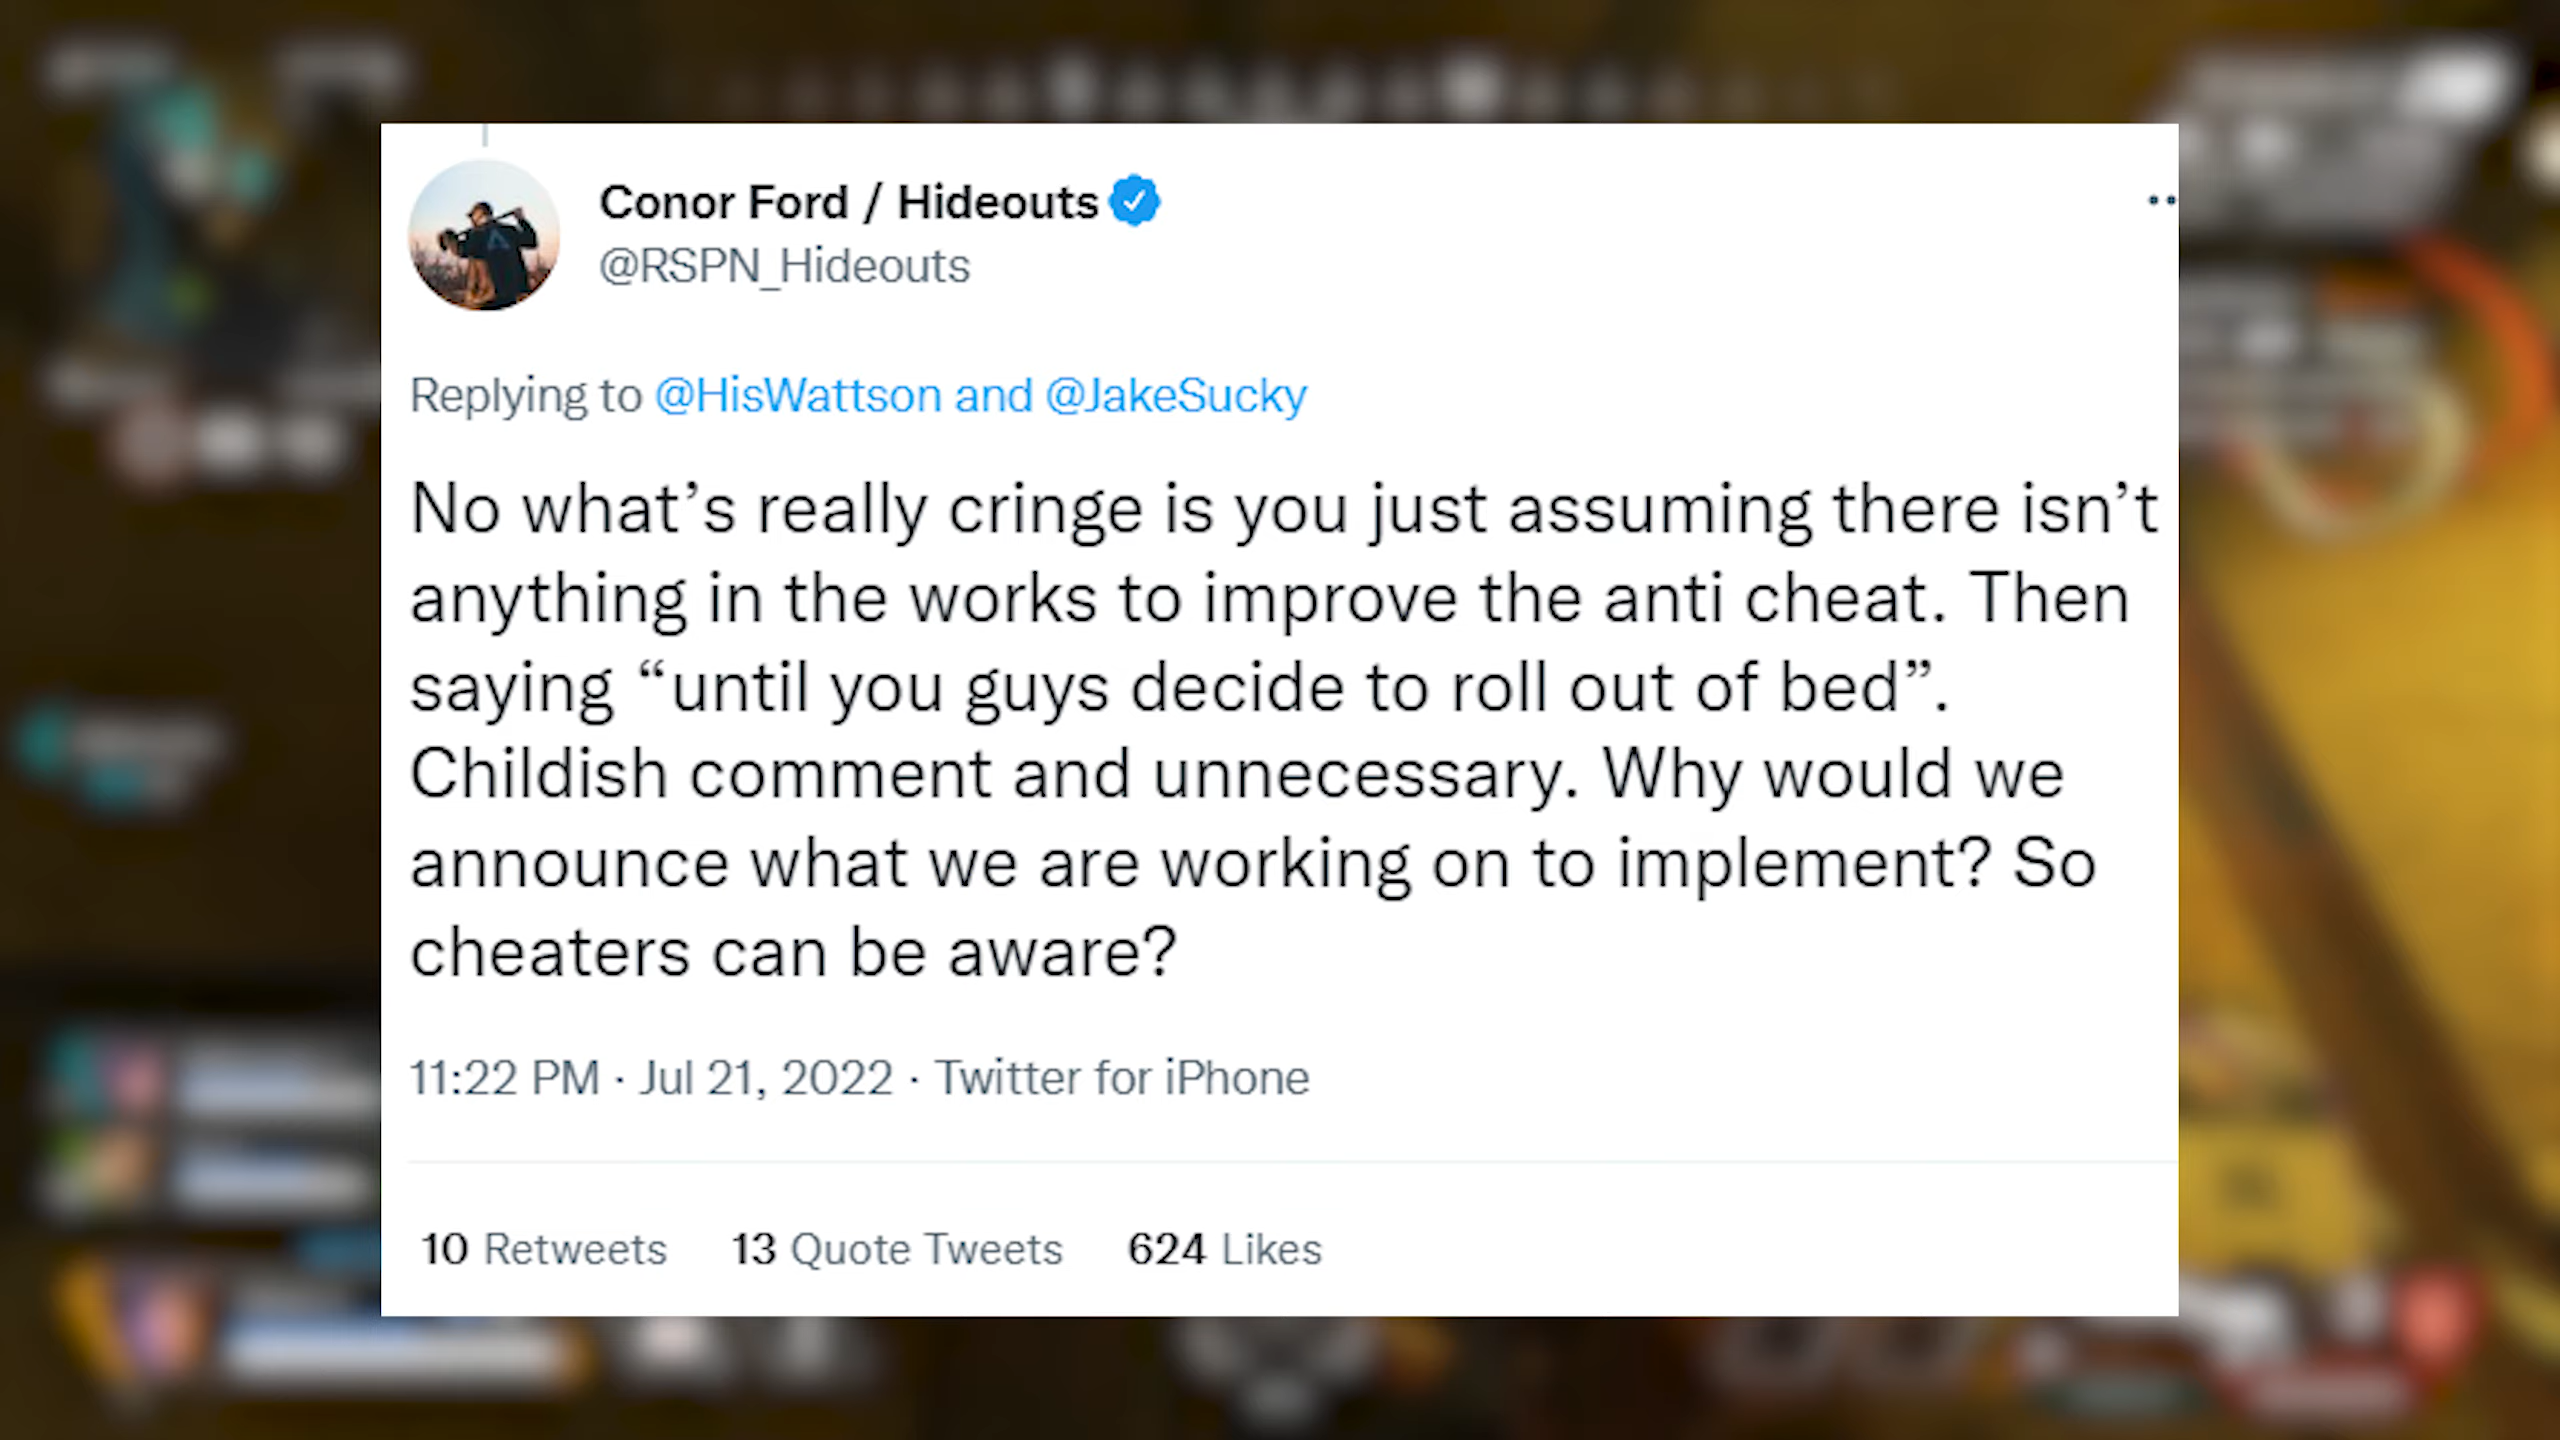 Conor Ford / Hideouts
@RSPN_Hideouts
Replying to @HisWattson and @JakeSucky
No what’s really cringe is you just assuming there isn’t
anything in the works to improve the anti cheat. Then
saying “until you guys decide to roll out of bed”.
Childish comment and unnecessary. Why would we
announce what we are working on to implement? So
cheaters can be aware?
11:22 PM · Jul 21, 2022 · Twitter for iPhone
10 Retweets 13 Quote Tweets 624 Likes